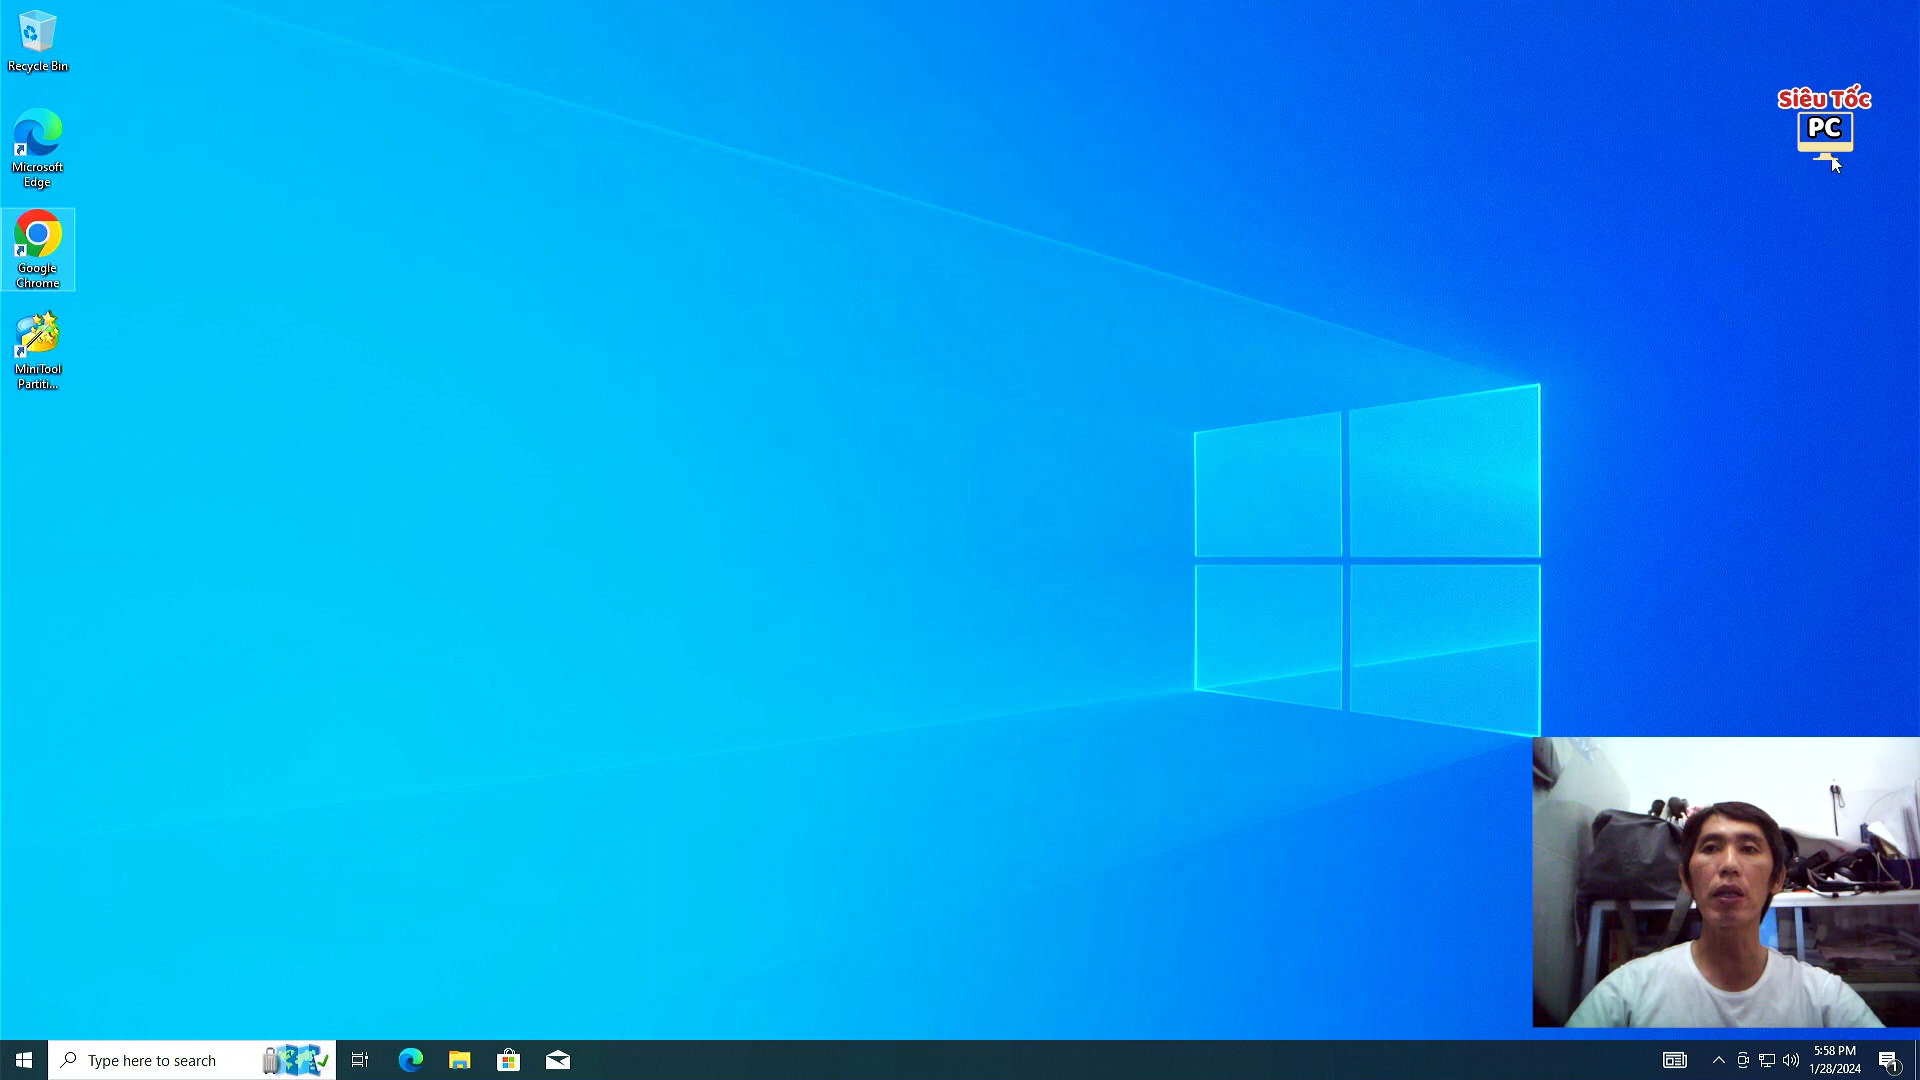 Recycle Bin
Siêu Tốc
PC
Microsoft
Edge
Google
Chrome
MiniTool
Partiti...
Type here to search
5:58 PM
1/28/2024
1